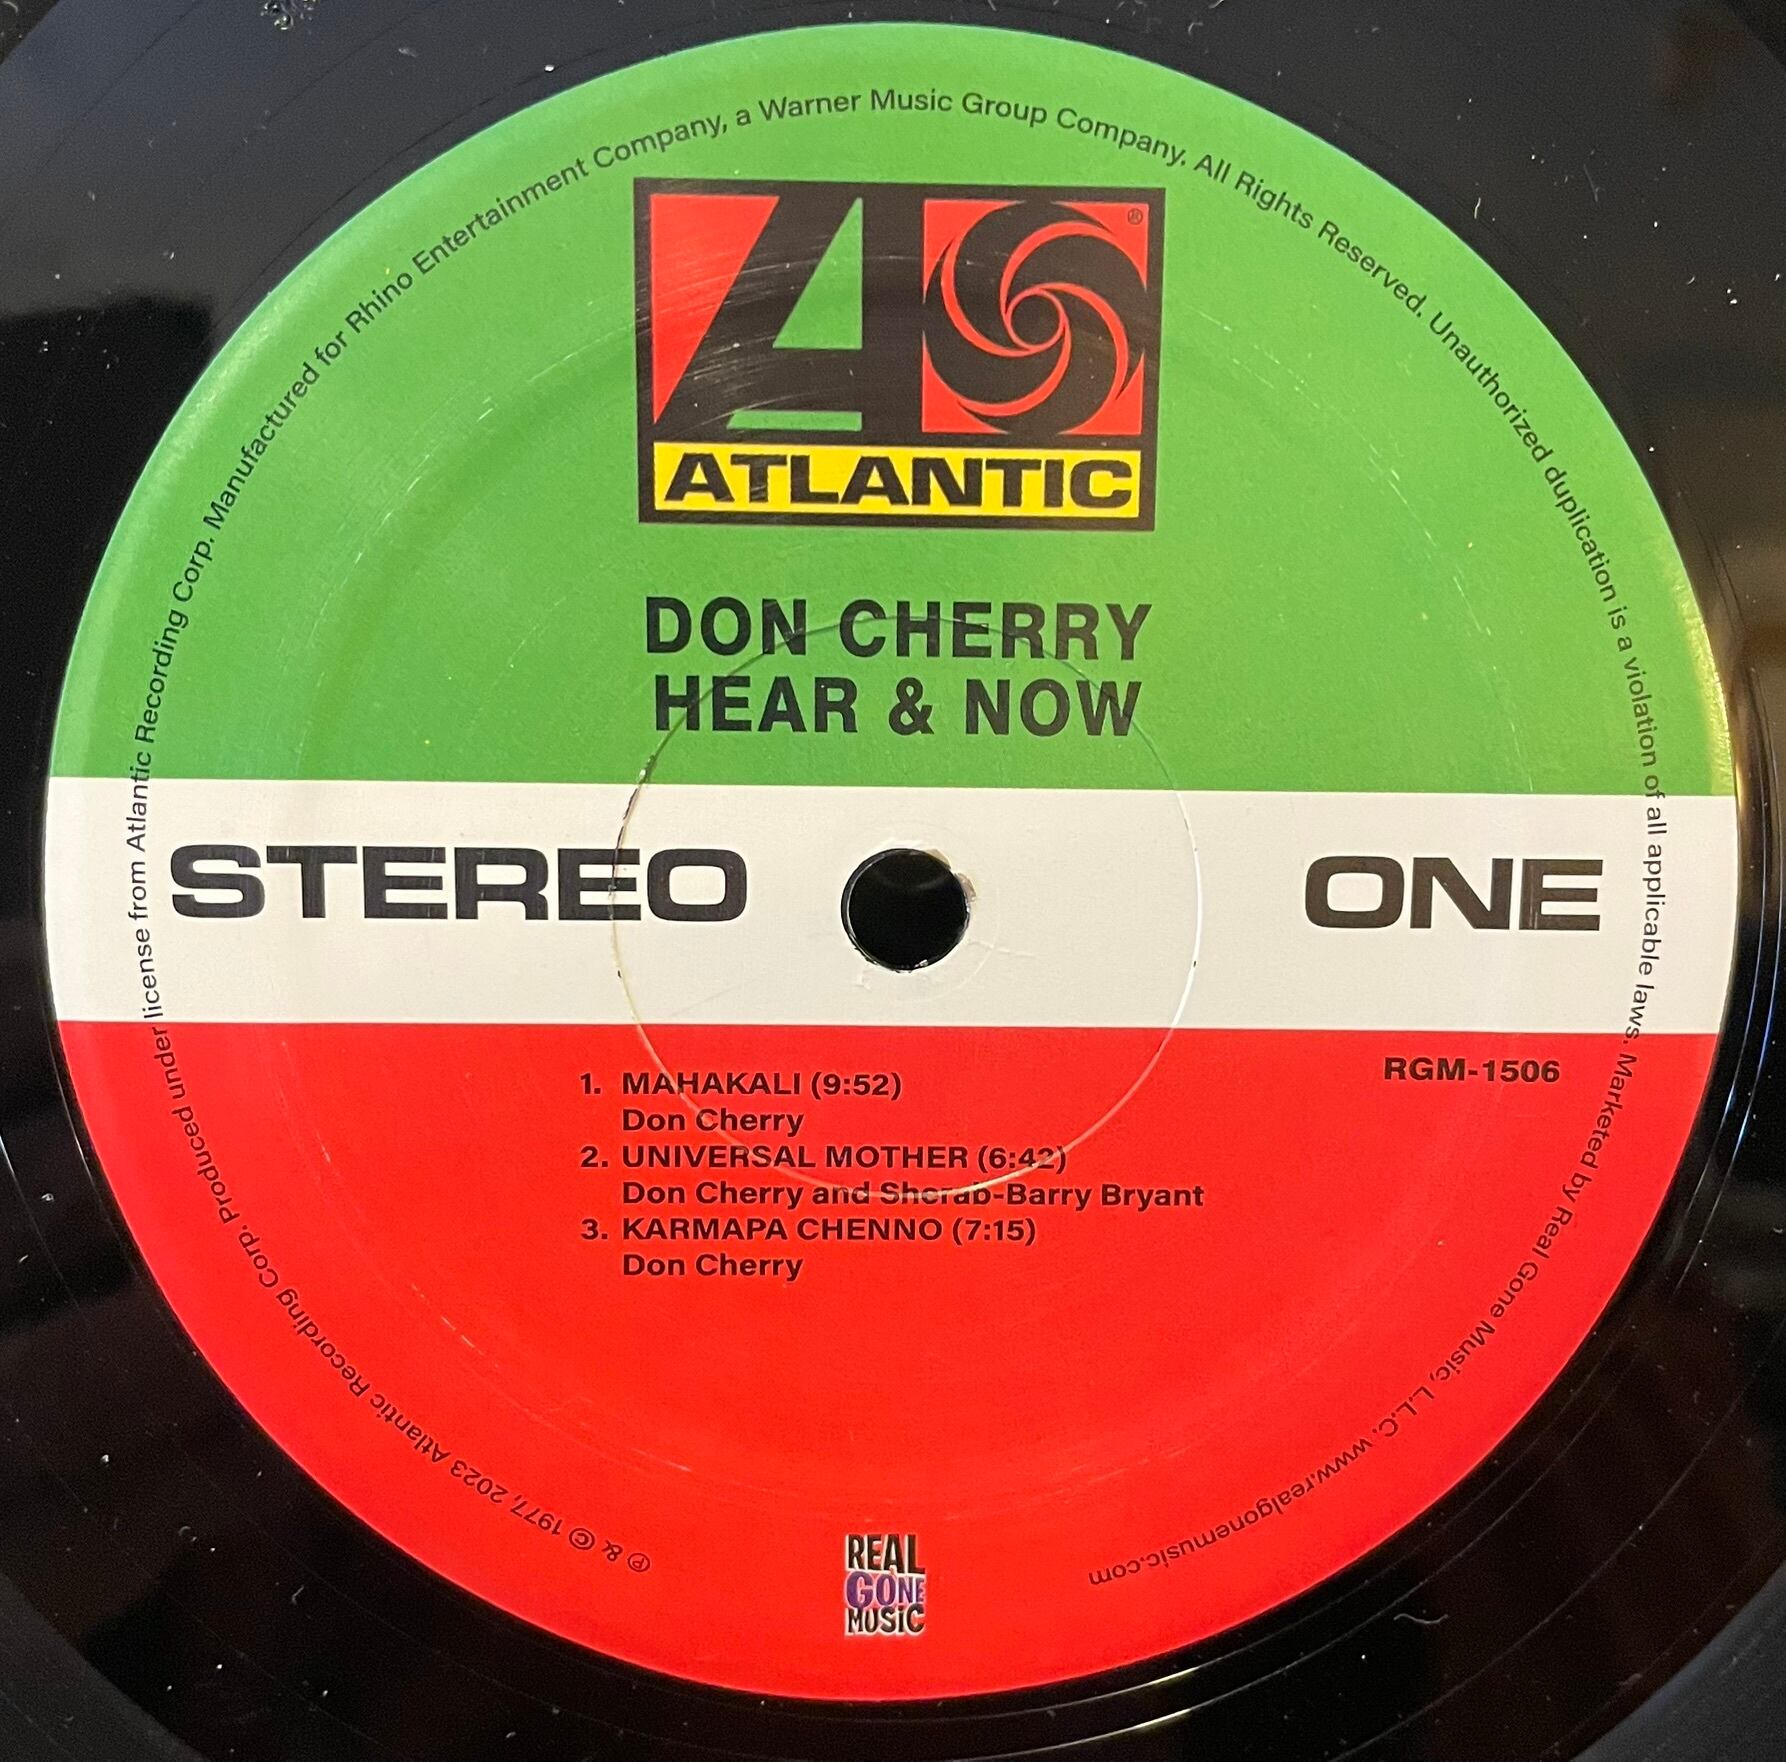 ATLANTIC
®
DON CHERRY
HEAR & NOW
STEREO
ONE
RGM-1506
1. MAHAKALI (9:52)
Don Cherry
2. UNIVERSAL MOTHER (6:42)
Don Cherry and Sherab-Barry Bryant
3. KARMAPA CHENNO (7:15)
Don Cherry
REAL
GONE
MUSIC
℗ & © 1977, 2023 Atlantic Recording Corp. Produced under license from Atlantic Recording Corp. Manufactured for Rhino Entertainment Company, a Warner Music Group Company. All Rights Reserved. Unauthorized duplication is a violation of all applicable laws. Marketed by Real Gone Music, L.L.C. www.realgonemusic.com